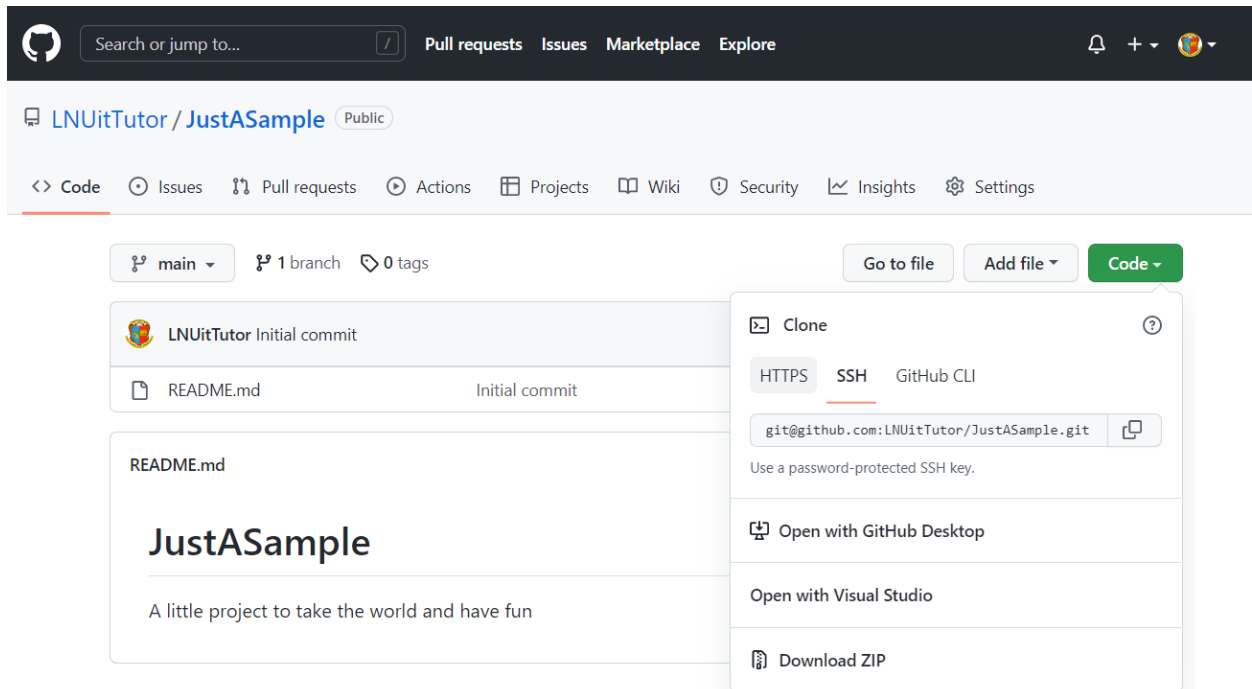 Search or jump to... / Pull requests Issues Marketplace Explore
LNUitTutor / JustASample Public
Code Issues Pull requests Actions Projects Wiki Security Insights Settings
main 1 branch 0 tags Go to file Add file Code
LNUitTutor Initial commit
README.md Initial commit
README.md
JustASample
A little project to take the world and have fun
Clone
HTTPS SSH GitHub CLI
git@github.com:LNUitTutor/JustASample.git
Use a password-protected SSH key.
Open with GitHub Desktop
Open with Visual Studio
Download ZIP